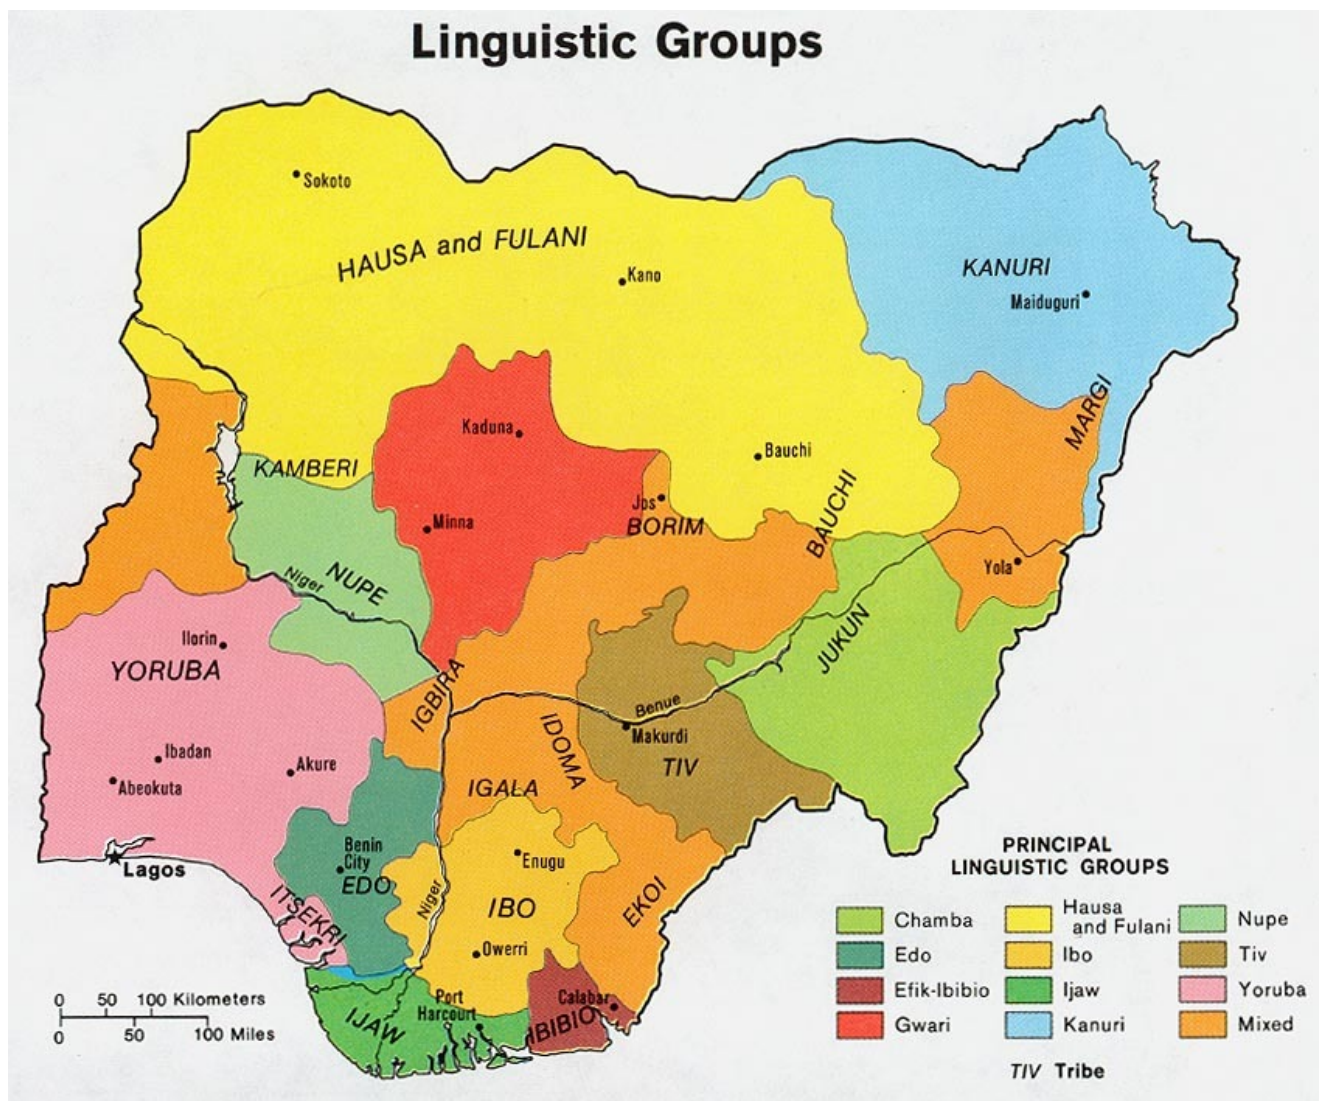 Linguistic Groups
Sokoto
HAUSA and FULANI
Kano
KANURI
Maiduguri
MARGI
Kaduna
KAMBERI
Bauchi
BAUCHI
Jos
BORIM
Minna
NUPE
Niger
Yola
Ilorin
YORUBA
JUKUN
IGBIRA
Benue
Makurdi
IDOMA
TIV
Ibadan
Abeokuta
Akure
IGALA
Lagos
Benin
City
EDO
Enugu
IBO
Niger
EKOI
ITSEKRI
Owerri
Port
Harcourt
Calabar
IJAW
IBIBIO
0 50 100 Kilometers
0 50 100 Miles
PRINCIPAL
LINGUISTIC GROUPS
Chamba
Edo
Efik-Ibibio
Gwari
Hausa
and Fulani
Ibo
Ijaw
Kanuri
Nupe
Tiv
Yoruba
Mixed
TIV Tribe